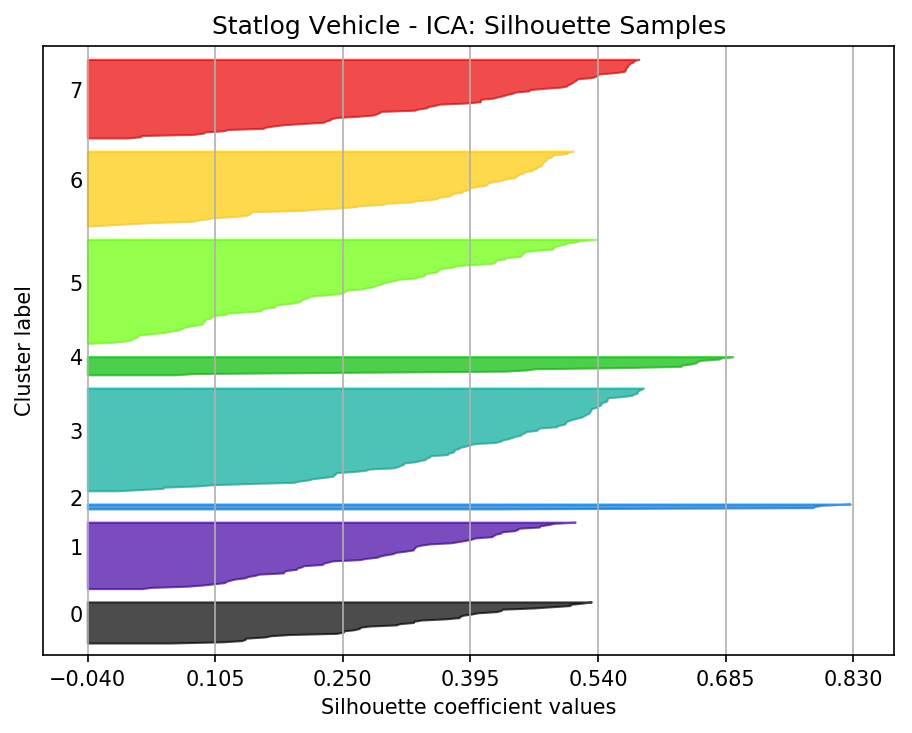 Statlog Vehicle - ICA: Silhouette Samples
Cluster label
7
6
5
4
3
2
1
0
−0.040 0.105 0.250 0.395 0.540 0.685 0.830
Silhouette coefficient values